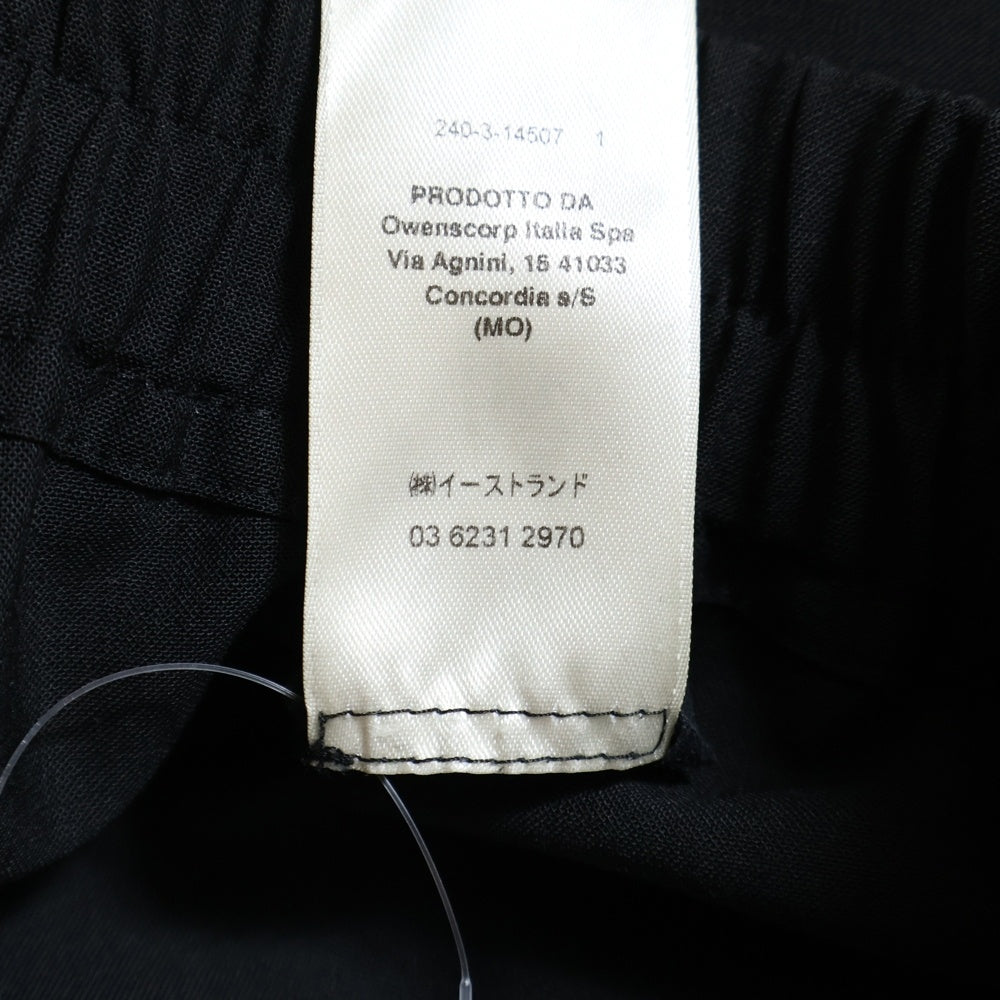 240-3-14507 1
PRODOTTO DA
Owenscorp Italia Spa
Via Agnini, 16 41033
Concordia s/S
(MO)
㈱イーストランド
03 6231 2970